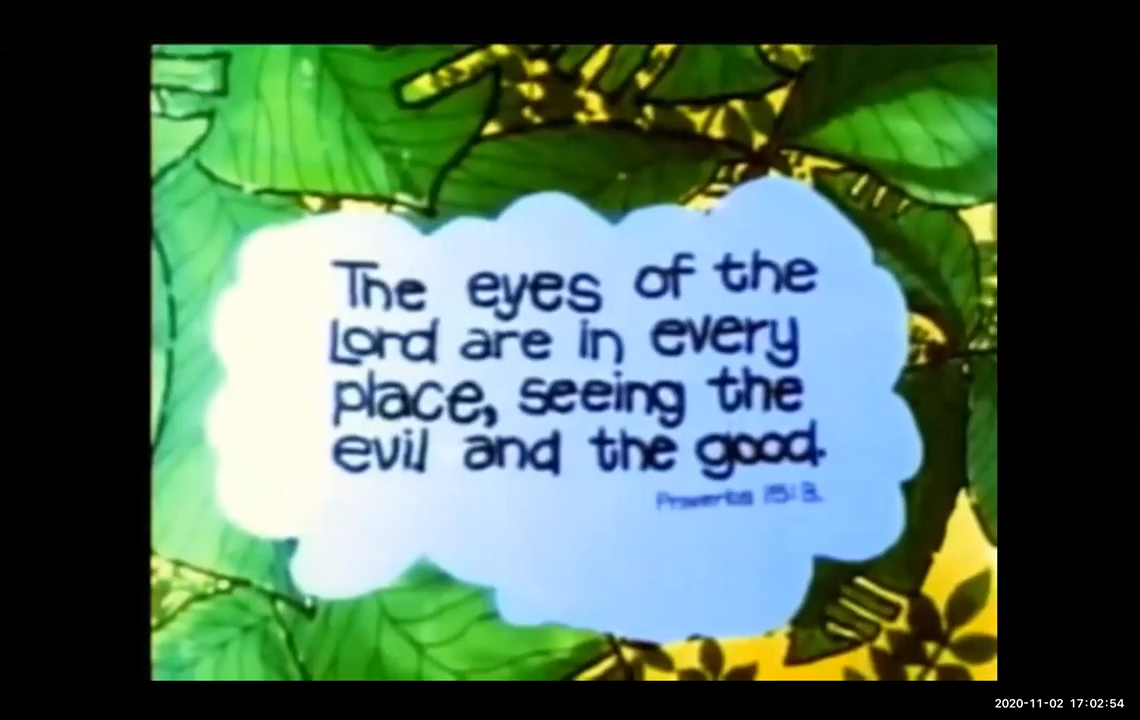 The eyes of the
Lord are in every
place, seeing the
evil and the good.
Proverbs 15:3.
2020-11-02 17:02:54